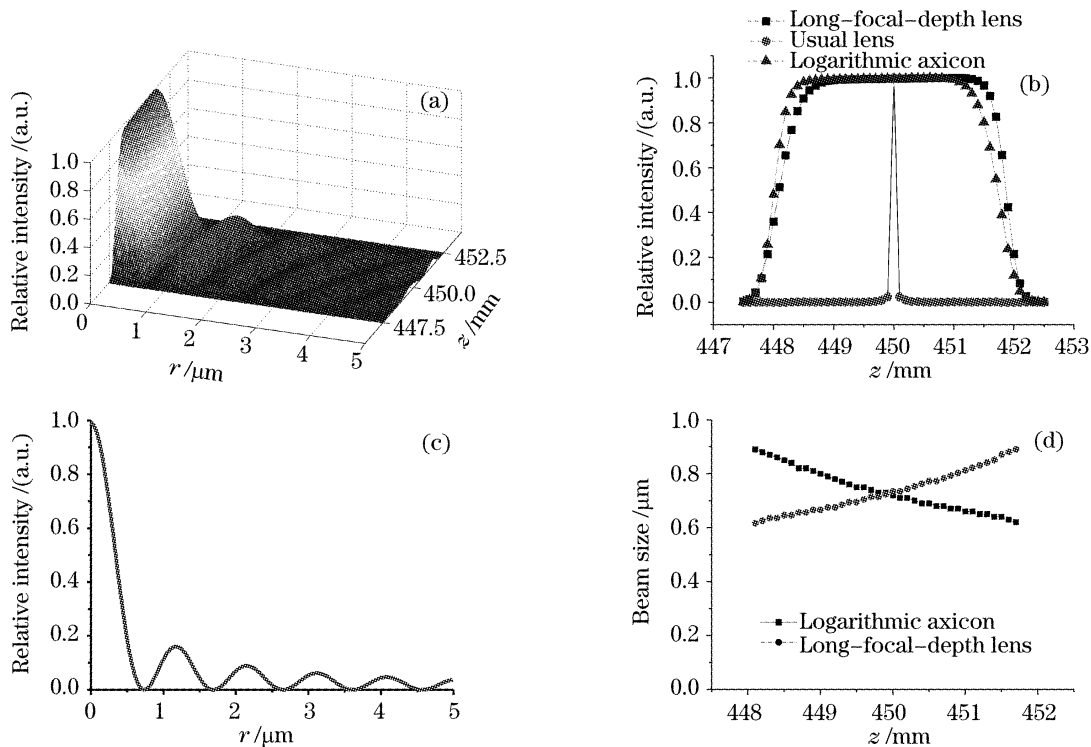 (a)
Relative intensity /(a.u.)
1.0
0.8
0.6
0.4
0.2
0.0
0
1
2
3
4
5
r /μm
447.5
450.0
452.5
z /mm
Long-focal-depth lens
Usual lens
Logarithmic axicon
(b)
Relative intensity /(a.u.)
1.0
0.8
0.6
0.4
0.2
0.0
447 448 449 450 451 452 453
z /mm
(c)
Relative intensity /(a.u.)
1.0
0.8
0.6
0.4
0.2
0.0
0 1 2 3 4 5
r /μm
(d)
Beam size /μm
1.0
0.8
0.6
0.4
0.2
0.0
Logarithmic axicon
Long-focal-depth lens
448 449 450 451 452
z /mm